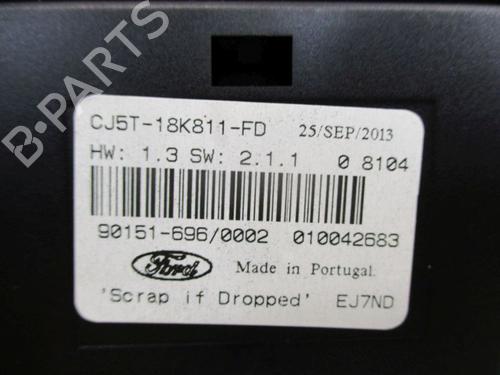 B-PARTS
CJ5T-18K811-FD 25/SEP/2013
HW: 1.3 SW: 2.1.1 0 8104
90151-696/0002 010042683
Ford Made in Portugal.
'Scrap if Dropped' EJ7ND